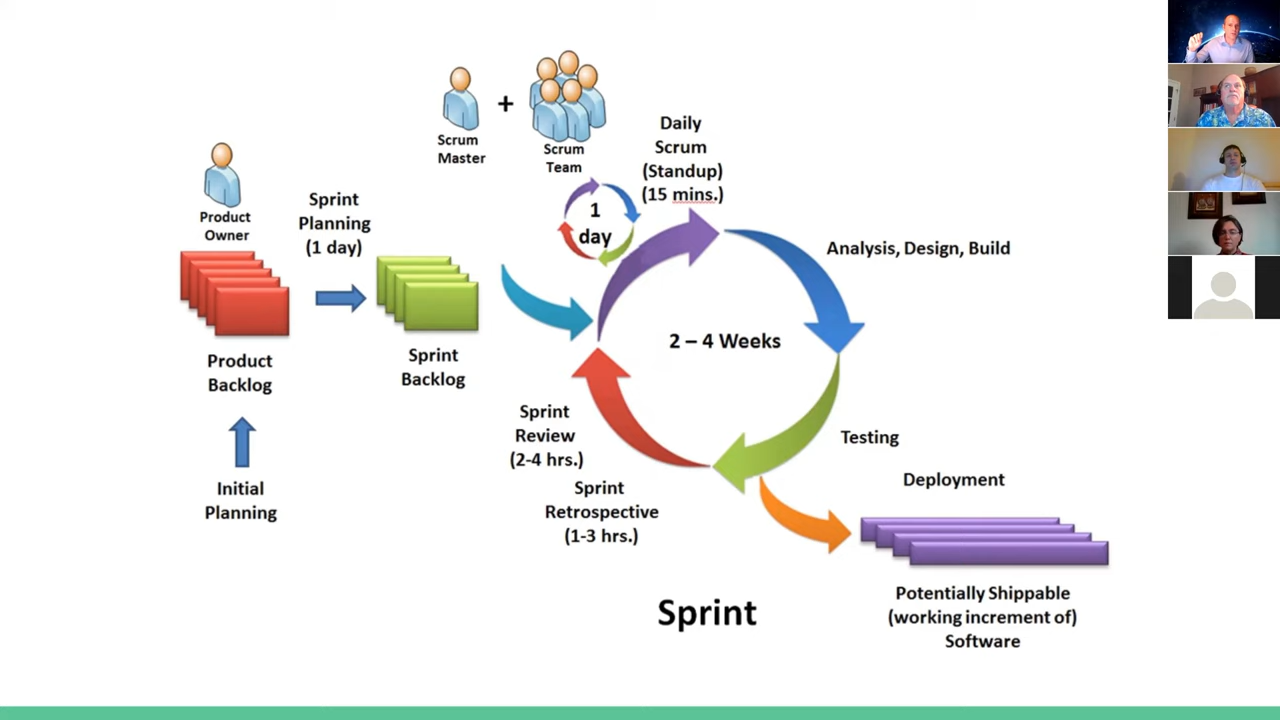 Scrum
Master
+
Scrum
Team
Daily
Scrum
(Standup)
(15 mins.)
Product
Owner
Sprint
Planning
(1 day)
1
day
Analysis, Design, Build
2 – 4 Weeks
Product
Backlog
Sprint
Backlog
Sprint
Review
(2-4 hrs.)
Testing
Initial
Planning
Sprint
Retrospective
(1-3 hrs.)
Deployment
Sprint
Potentially Shippable
(working increment of)
Software